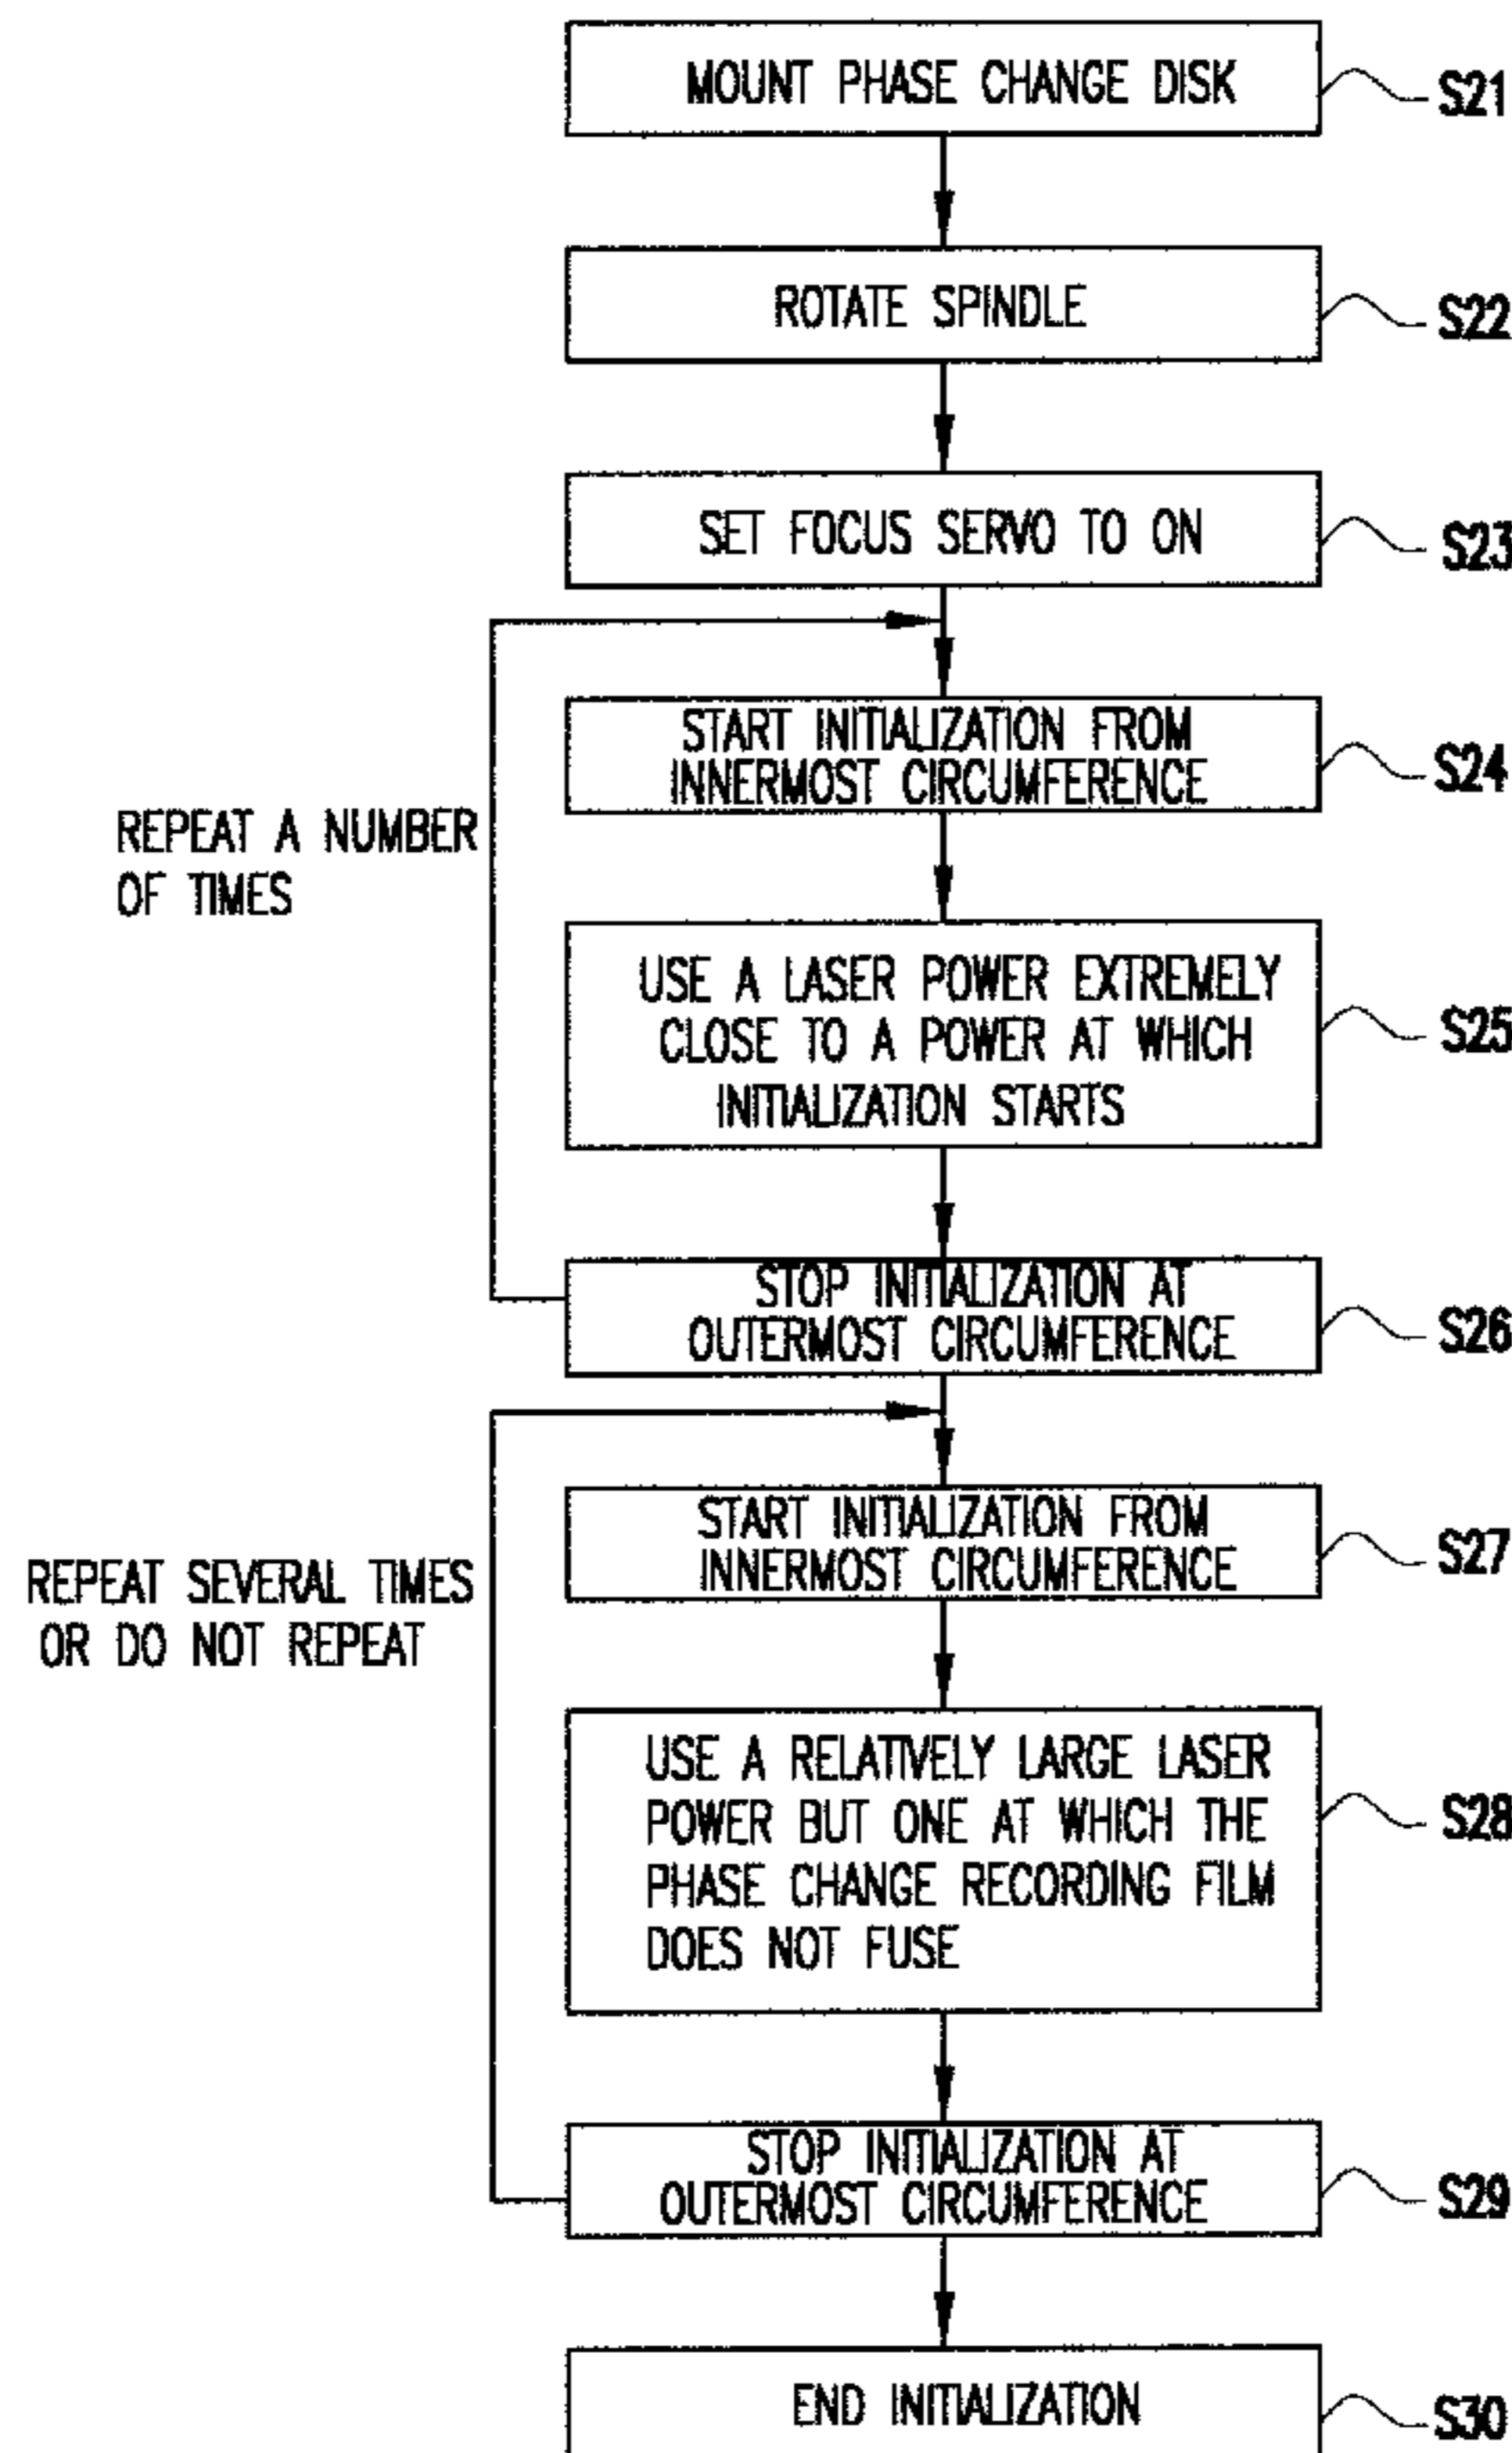 MOUNT PHASE CHANGE DISK
S21
ROTATE SPINDLE
S22
SET FOCUS SERVO TO ON
S23
START INITIALIZATION FROM
INNERMOST CIRCUMFERENCE
S24
REPEAT A NUMBER
OF TIMES
USE A LASER POWER EXTREMELY
CLOSE TO A POWER AT WHICH
INITIALIZATION STARTS
S25
STOP INITIALIZATION AT
OUTERMOST CIRCUMFERENCE
S26
START INITIALIZATION FROM
INNERMOST CIRCUMFERENCE
S27
REPEAT SEVERAL TIMES
OR DO NOT REPEAT
USE A RELATIVELY LARGE LASER
POWER BUT ONE AT WHICH THE
PHASE CHANGE RECORDING FILM
DOES NOT FUSE
S28
STOP INITIALIZATION AT
OUTERMOST CIRCUMFERENCE
S29
END INITIALIZATION
S30